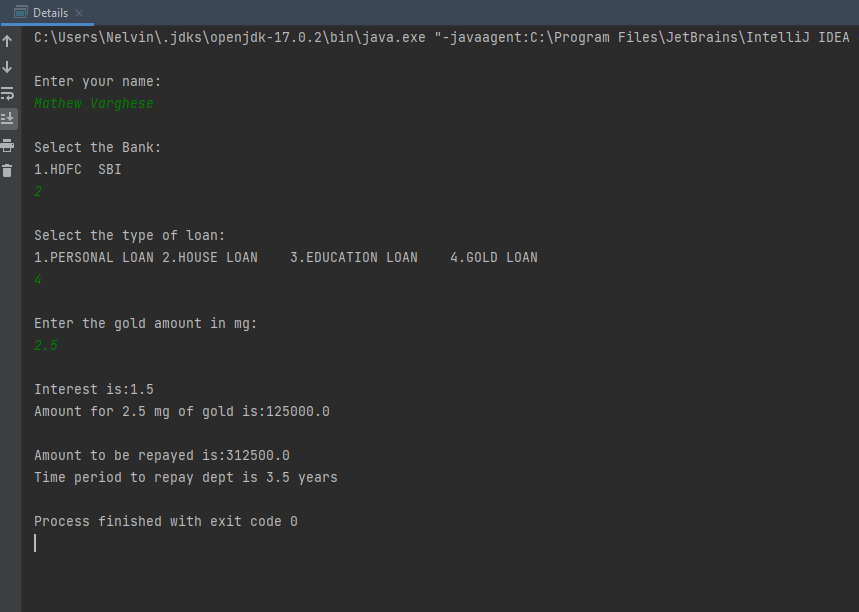 Details
C:\Users\Nelvin\.jdks\openjdk-17.0.2\bin\java.exe "-javaagent:C:\Program Files\JetBrains\IntelliJ IDEA
Enter your name:
Mathew Varghese
Select the Bank:
1.HDFC  SBI
2
Select the type of loan:
1.PERSONAL LOAN 2.HOUSE LOAN    3.EDUCATION LOAN    4.GOLD LOAN
4
Enter the gold amount in mg:
2.5
Interest is:1.5
Amount for 2.5 mg of gold is:125000.0
Amount to be repayed is:312500.0
Time period to repay dept is 3.5 years
Process finished with exit code 0